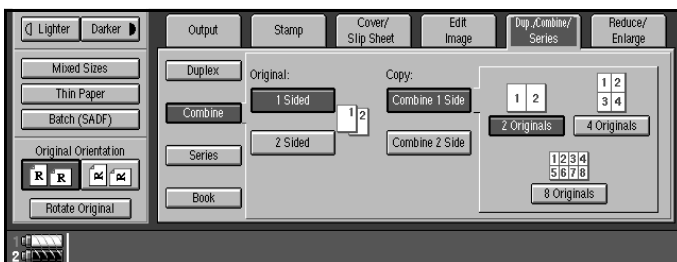 Lighter Darker
Output
Stamp
Cover/
Slip Sheet
Edit
Image
Dup./Combine/
Series
Reduce/
Enlarge
Mixed Sizes
Thin Paper
Batch (SADF)
Original Orientation
R R R R
Rotate Original
Duplex
Combine
Series
Book
Original:
1 Sided
2 Sided
1 2
Copy:
Combine 1 Side
Combine 2 Side
1 2
2 Originals
1 2
3 4
4 Originals
1 2 3 4
5 6 7 8
8 Originals
1
2